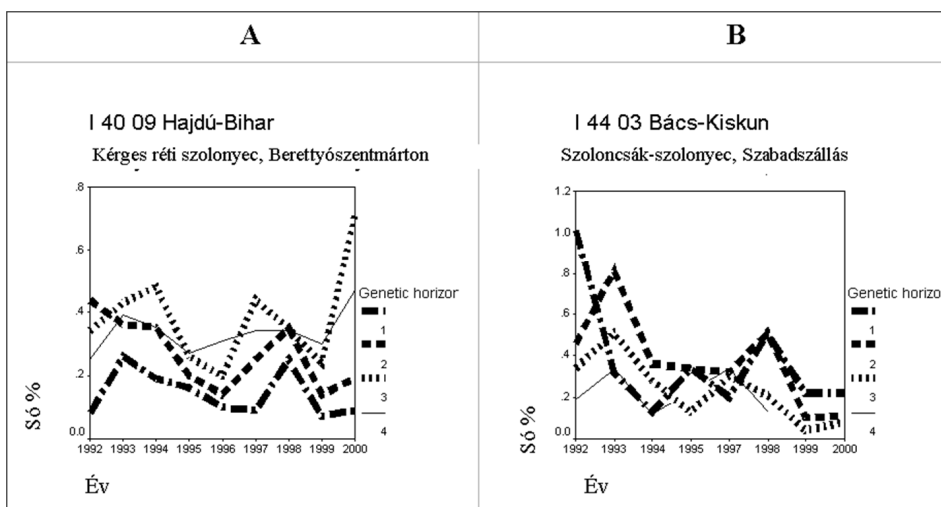 A
B
I 40 09 Hajdú-Bihar
Kérges réti szolonyec, Berettyószentmárton
.8
.6
.4
.2
0.0
Só %
1992 1993 1994 1995 1996 1997 1998 1999 2000
Év
Genetic horizor
1
2
3
4
I 44 03 Bács-Kiskun
Szoloncsák-szolonyec, Szabadszállás
1.2
1.0
.8
.6
.4
.2
0.0
Só %
1992 1993 1994 1995 1996 1997 1998 1999 2000
Év
Genetic horizo
1
2
3
4